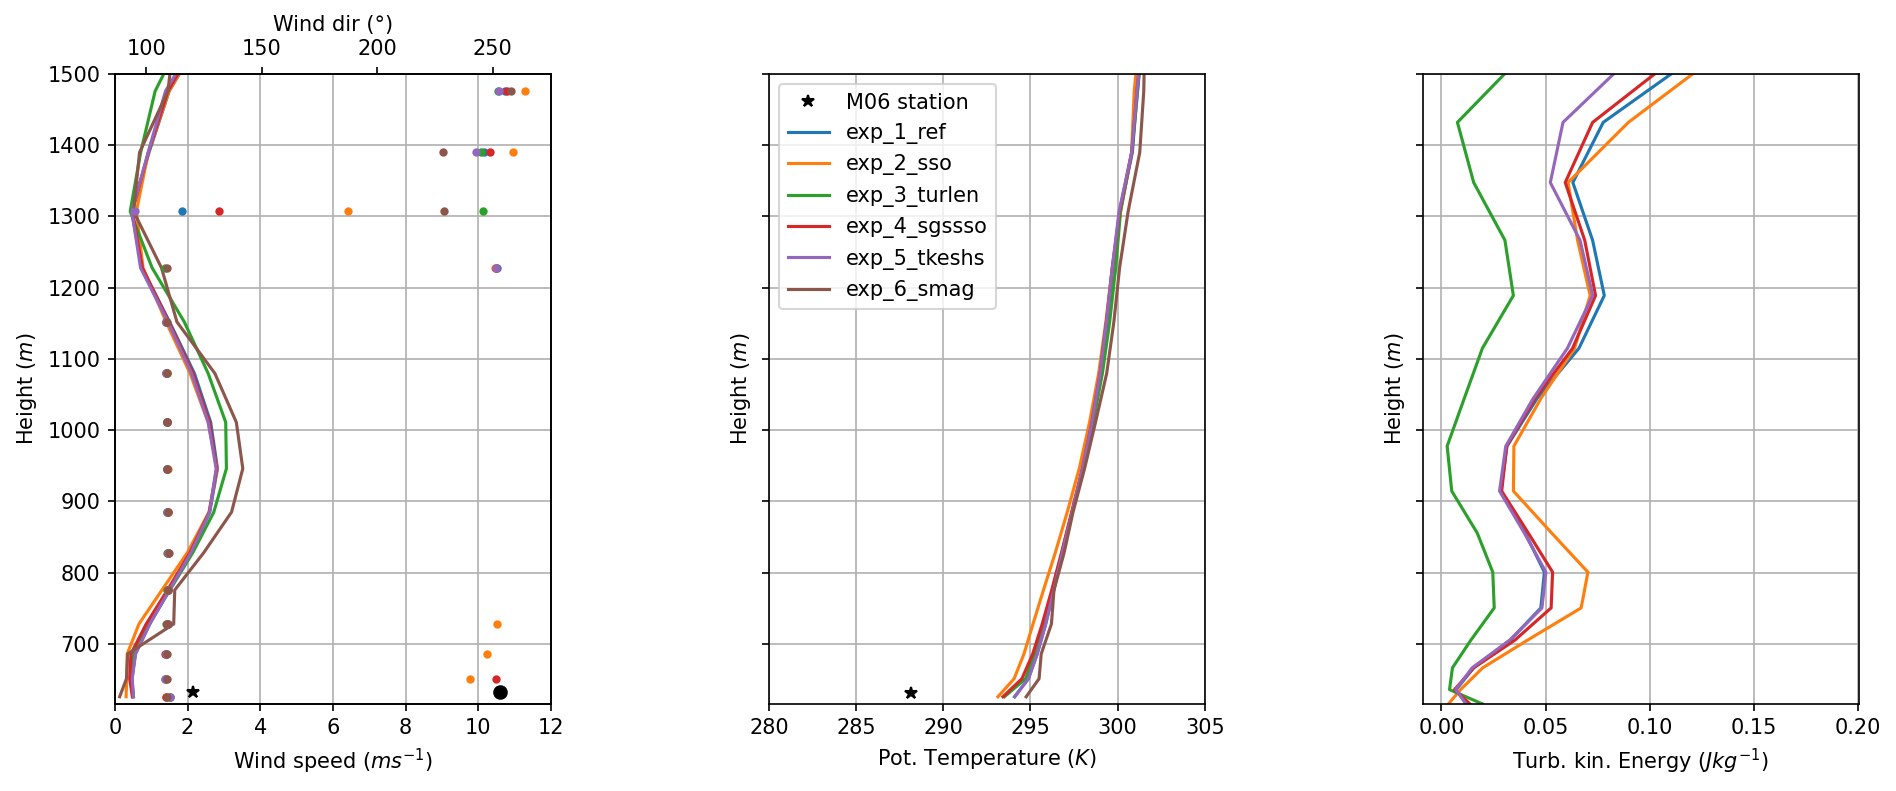 Wind dir (°)
100 150 200 250
1500
1400
1300
1200
1100
1000
900
800
700
Height (m)
0 2 4 6 8 10 12
Wind speed (ms⁻¹)
M06 station
exp_1_ref
exp_2_sso
exp_3_turlen
exp_4_sgssso
exp_5_tkeshs
exp_6_smag
Height (m)
280 285 290 295 300 305
Pot. Temperature (K)
Height (m)
0.00 0.05 0.10 0.15 0.20
Turb. kin. Energy (Jkg⁻¹)